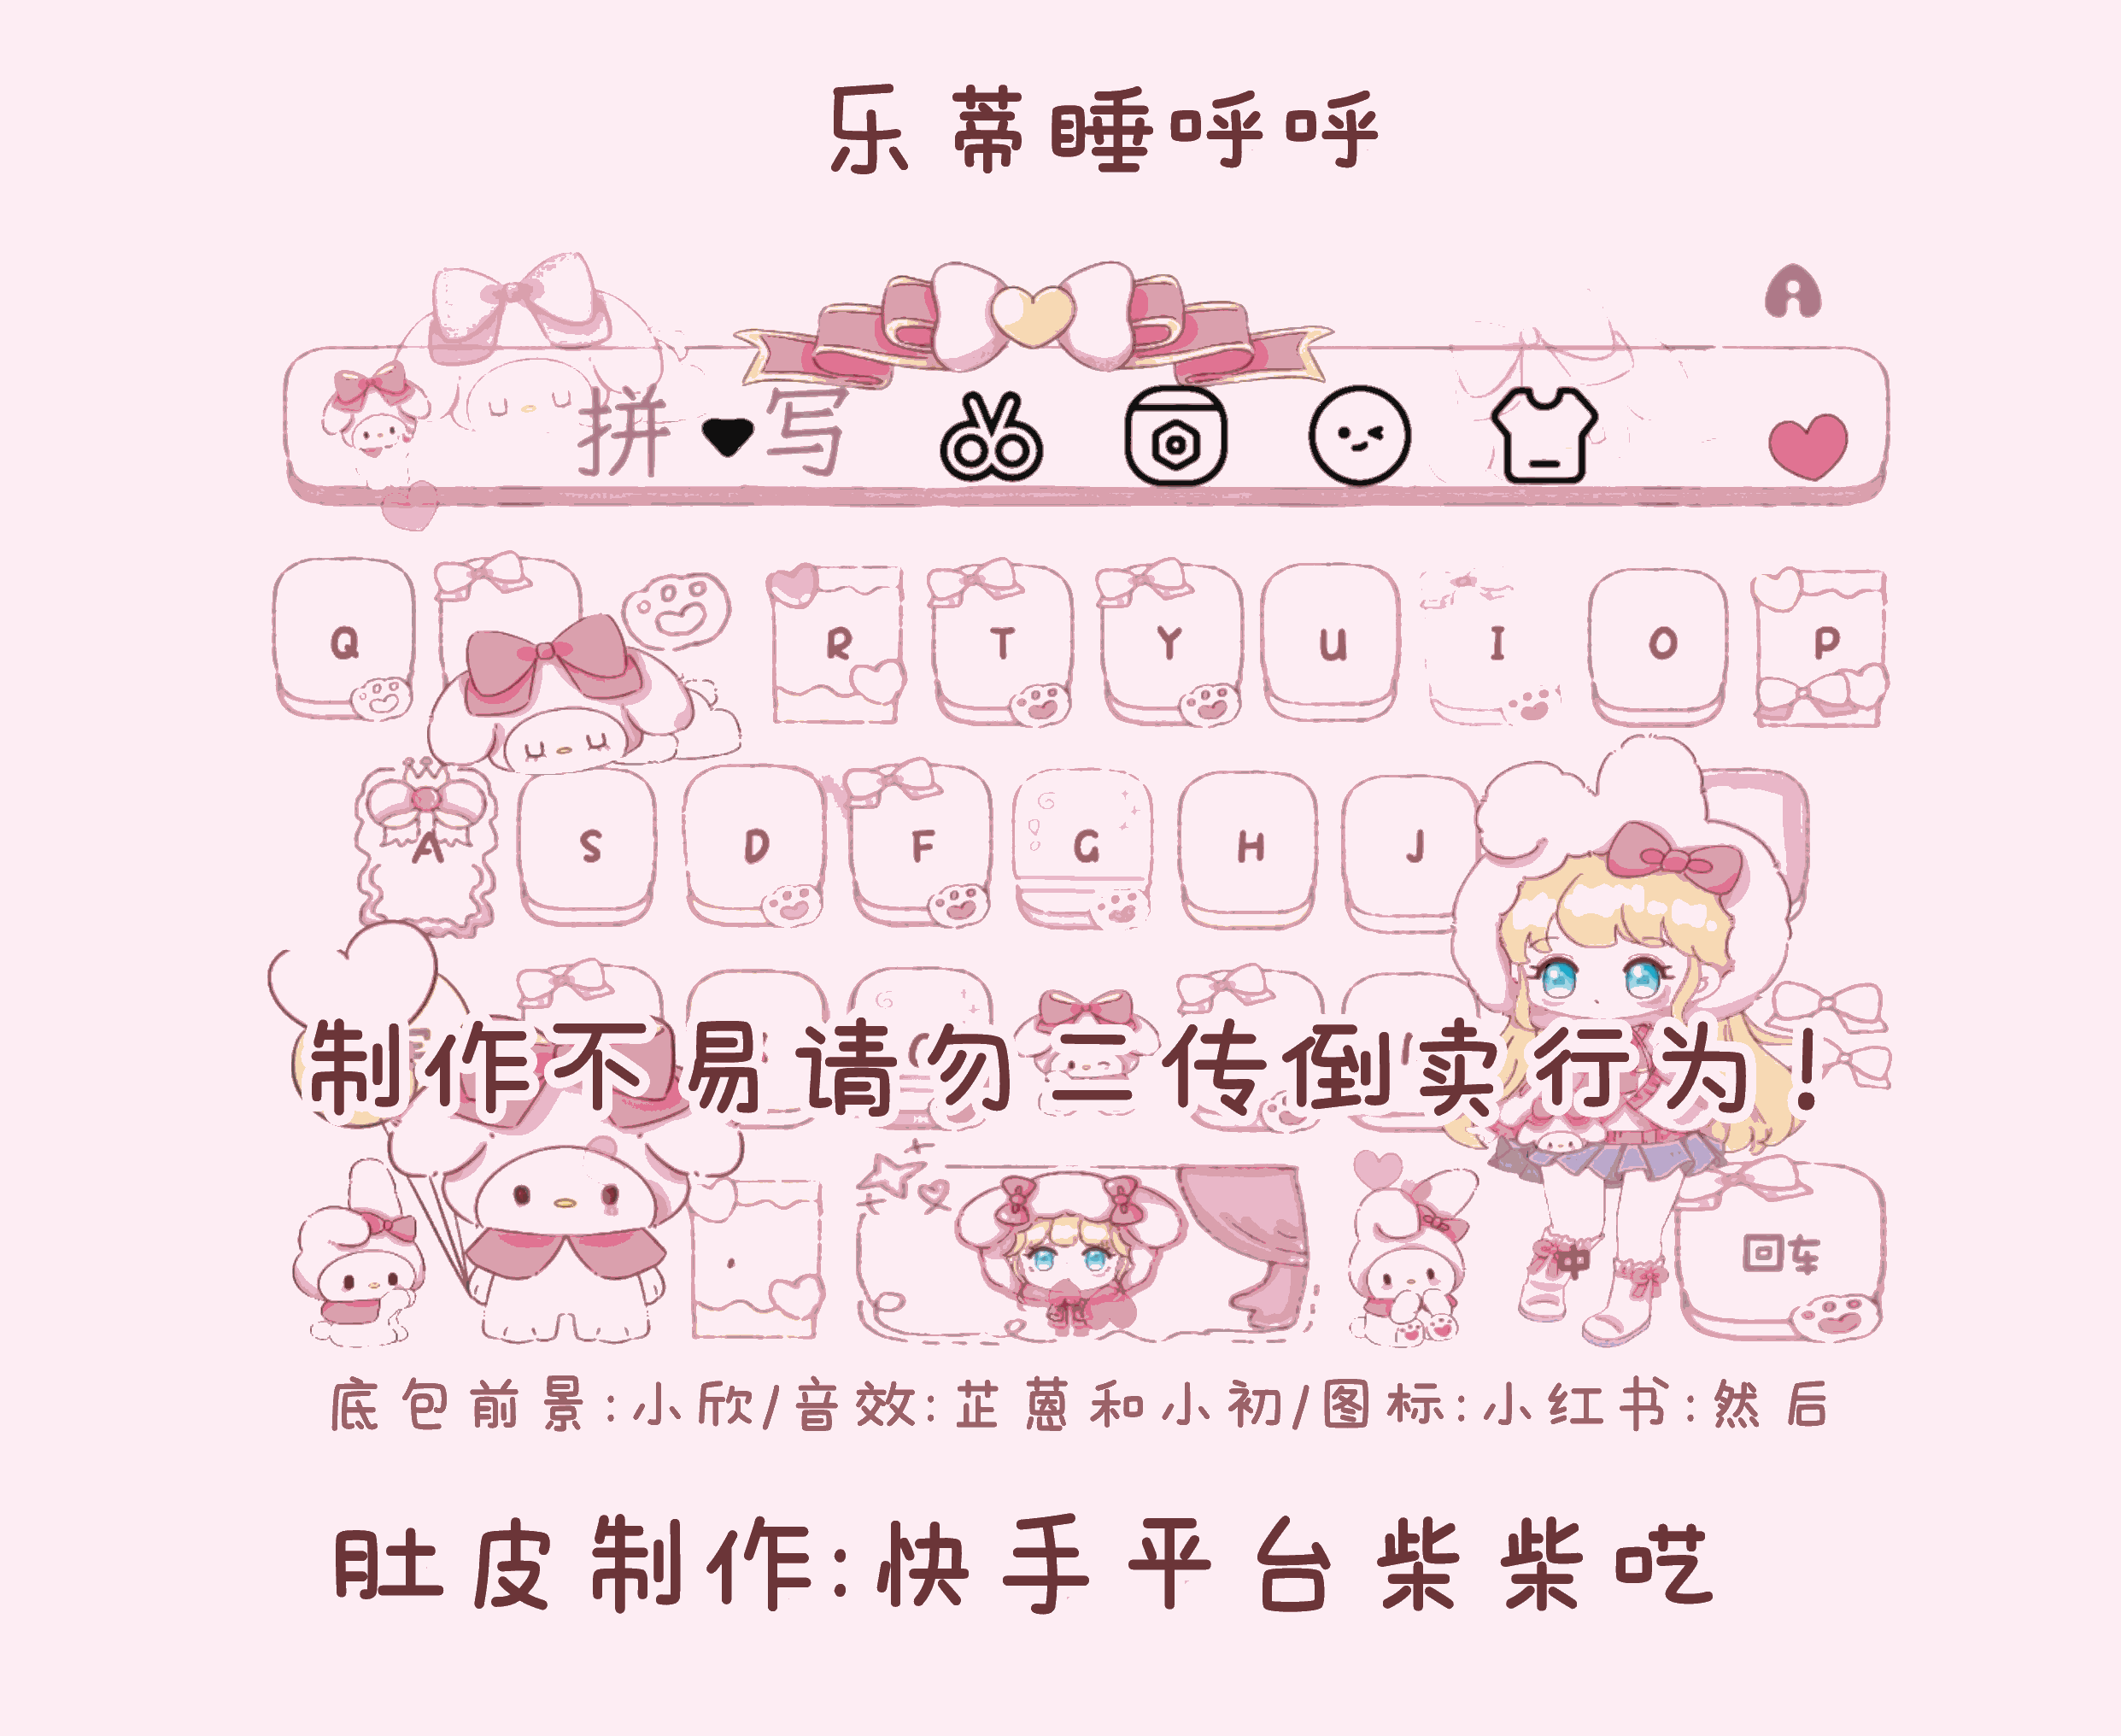 乐蒂睡呼呼
拼写
Q R T Y U I O P
A S D F G H J
制作不易请勿二传倒卖行为！
中 回车
底包前景:小欣/音效:芷蒽和小初/图标:小红书:然后
肚皮制作:快手平台柴柴呓